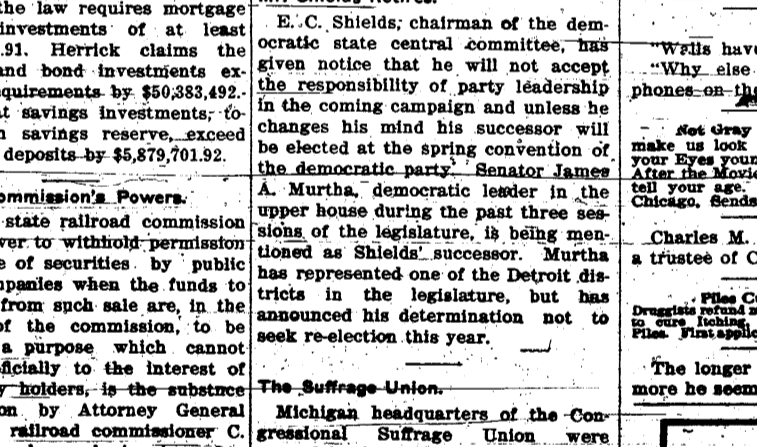 the law requires mortgage
investments of at least
.91. Herrick claims the
and bond investments ex-
quirements by $50,383,492.-
t savings investments, to-
savings reserve, exceed
deposits by $5,879,701.92.
ommission's Powers.
state railroad commission
ver to withhold permission
e of securities by public
mpanies when the funds to
from such sale are, in the
of the commission, to be
a purpose which cannot
ficially to the interest of
y holders, is the substnce
on by Attorney General
railroad commissioner C.
E. C. Shields, chairman of the dem-
ocratic state central committee, has
given notice that he will not accept
the responsibility of party leadership
in the coming campaign and unless he
changes his mind his successor will
be elected at the spring convention of
the democratic party. Senator James
A. Murtha, democratic leader in the
upper house during the past three ses-
sions of the legislature, is being men-
tioned as Shields' successor. Murtha
has represented one of the Detroit dis-
tricts in the legislature, but has
announced his determination not to
seek re-election this year.
The Suffrage Union.
Michigan headquarters of the Con-
gressional Suffrage Union were
"Walls hav
"Why else
phones on th
Not Gray
make us look
your Eyes youn
After the Movie
tell your age.
Chicago, Sends
Charles M.
a trustee of C
Piles C
Druggists refund m
to cure Itching,
Piles. First applic
The longer
more he seem